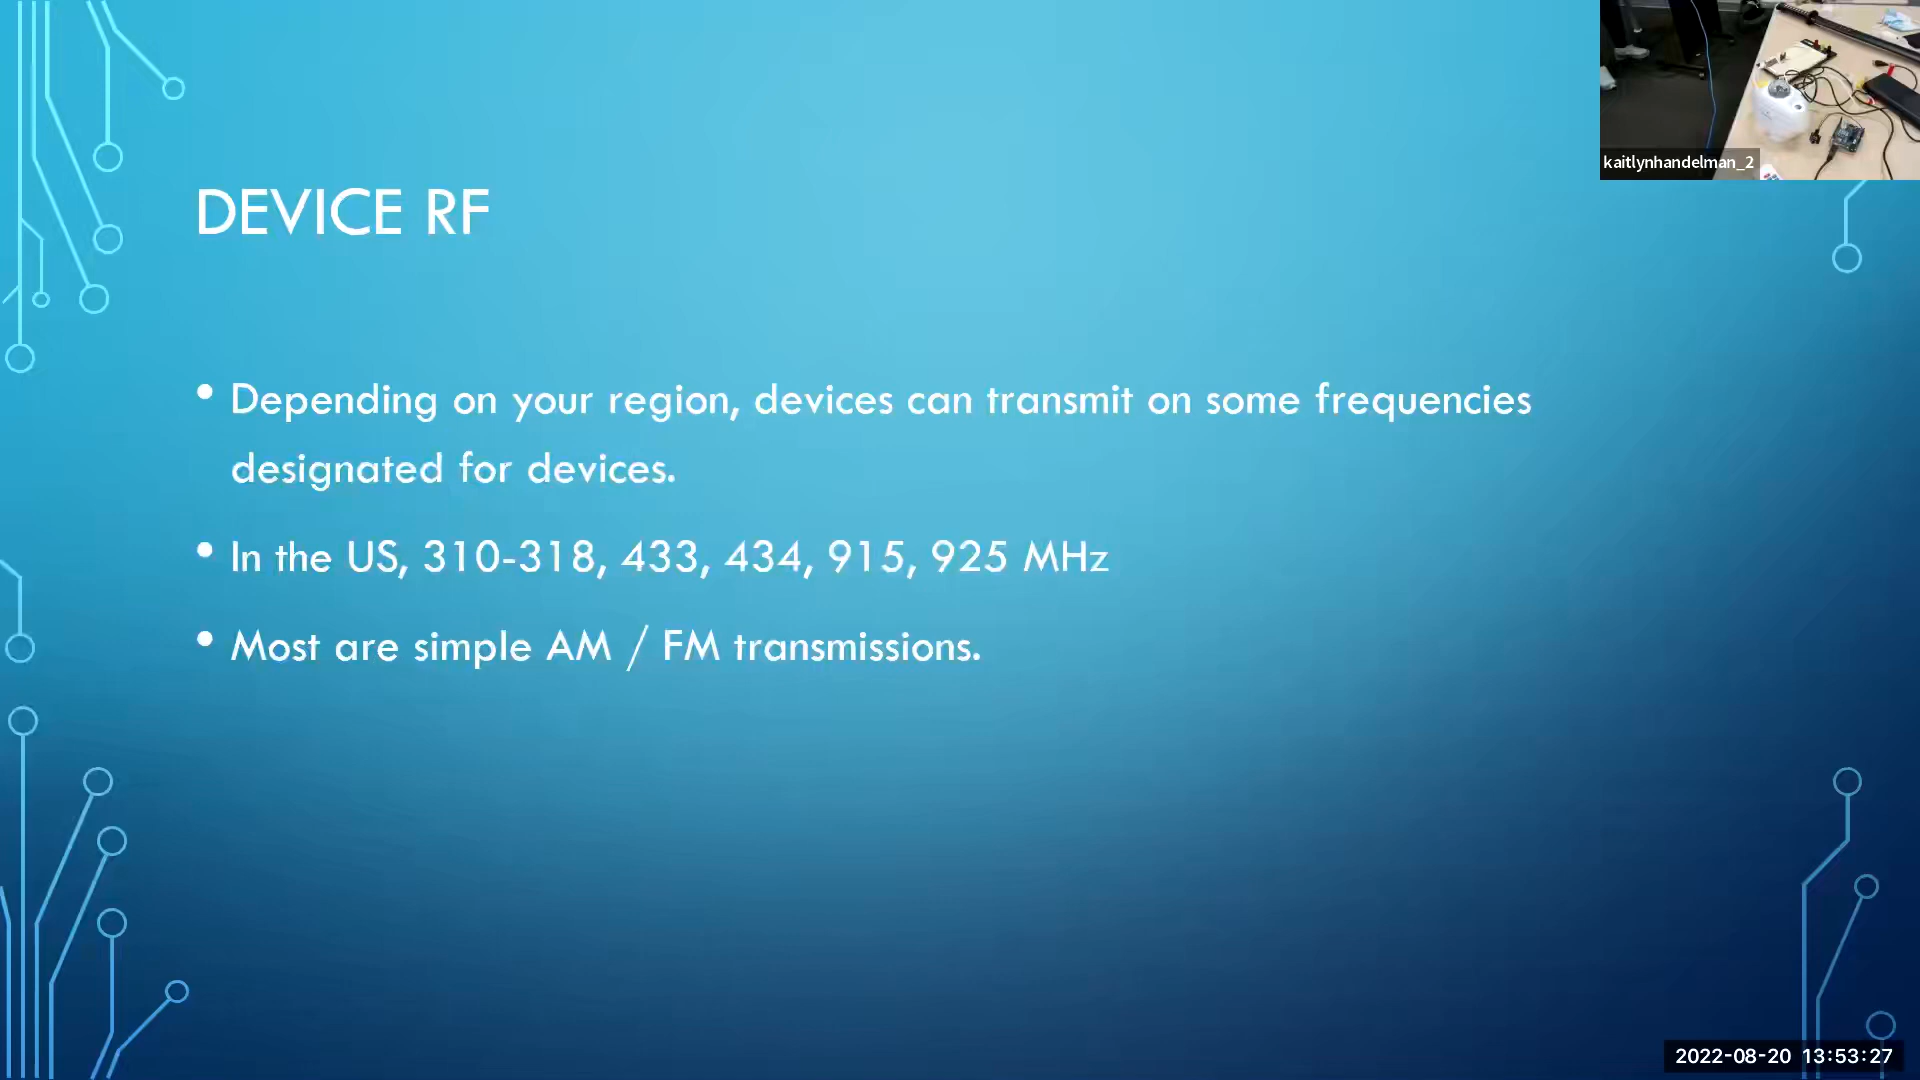 kaitlynhandelman_2
DEVICE RF
• Depending on your region, devices can transmit on some frequencies
designated for devices.
• In the US, 310-318, 433, 434, 915, 925 MHz
• Most are simple AM / FM transmissions.
2022-08-20 13:53:27